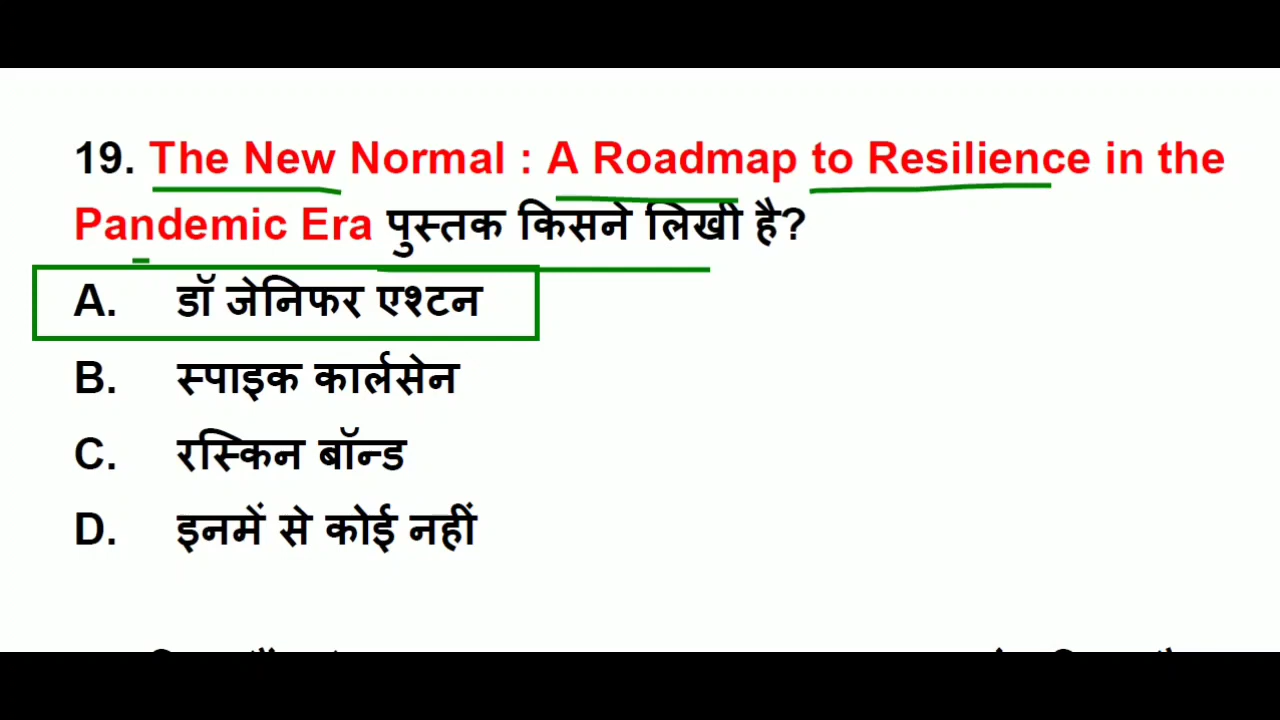 19. The New Normal : A Roadmap to Resilience in the
Pandemic Era पुस्तक किसने लिखी है?
A. डॉ जेनिफर एश्टन
B. स्पाइक कार्लसेन
C. रस्किन बॉन्ड
D. इनमें से कोई नहीं